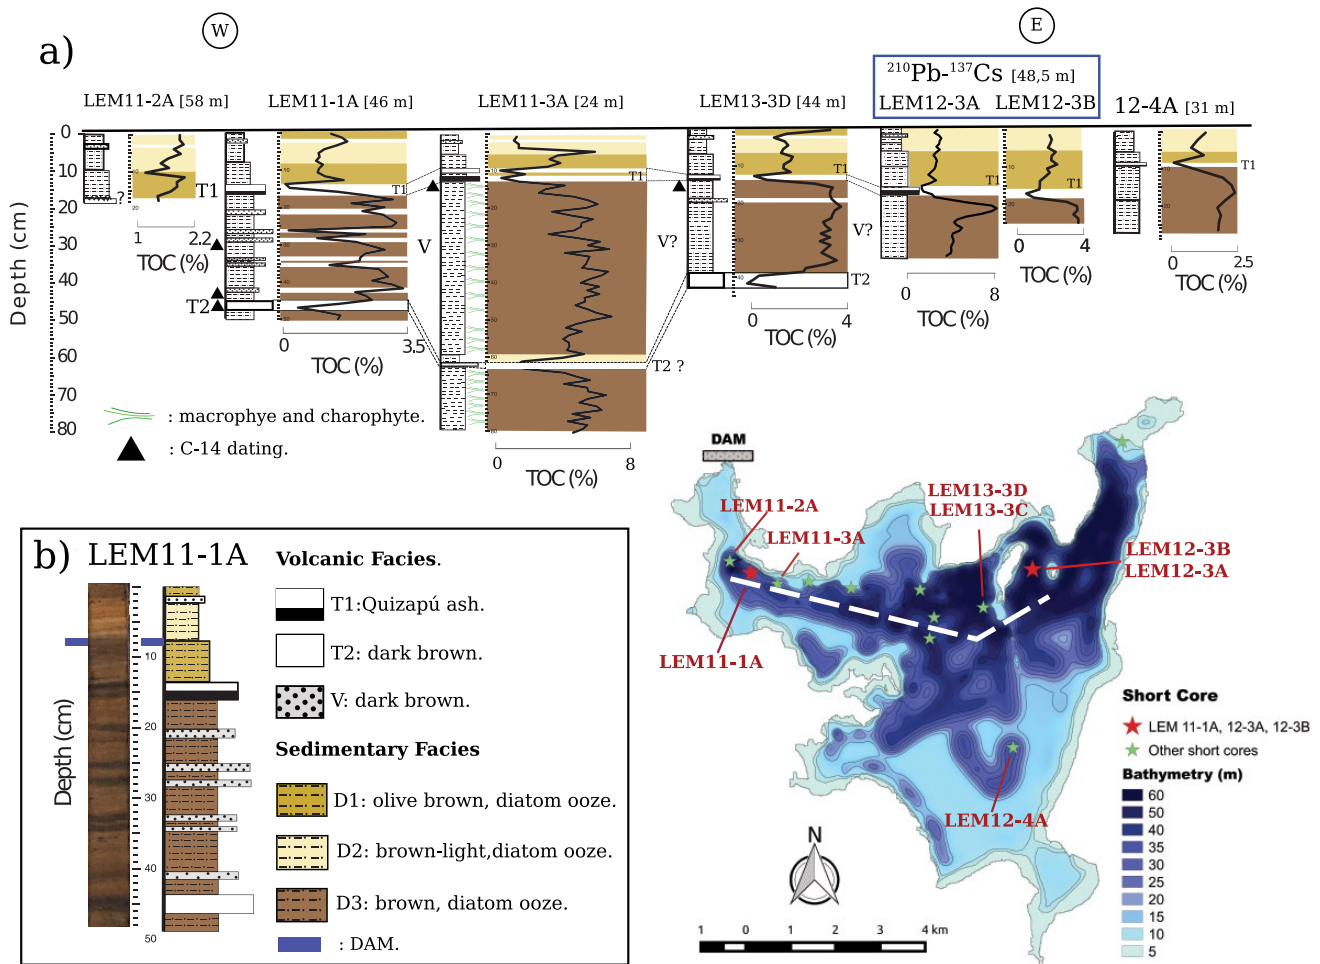 W
E
a)
²¹⁰Pb-¹³⁷Cs [48,5 m]
LEM11-2A [58 m]
LEM11-1A [46 m]
LEM11-3A [24 m]
LEM13-3D [44 m]
LEM12-3A
LEM12-3B
12-4A [31 m]
Depth (cm)
0
10
20
30
40
50
60
70
80
?
T1
20
1 2.2
TOC (%)
T1
T2
0 3.5
TOC (%)
V
T1
T2 ?
0 8
TOC (%)
V?
T1
T2
0 4
TOC (%)
V?
T1
0 8
TOC (%)
T1
0 4
TOC (%)
T1
0 2.5
TOC (%)
: macrophye and charophyte.
: C-14 dating.
b) LEM11-1A
Depth (cm)
10
20
30
40
50
Volcanic Facies.
T1:Quizapú ash.
T2: dark brown.
V: dark brown.
Sedimentary Facies
D1: olive brown, diatom ooze.
D2: brown-light,diatom ooze.
D3: brown, diatom ooze.
: DAM.
DAM
LEM11-2A
LEM11-3A
LEM13-3D
LEM13-3C
LEM12-3B
LEM12-3A
LEM11-1A
LEM12-4A
N
1 0 1 2 3 4 km
Short Core
LEM 11-1A, 12-3A, 12-3B
Other short cores
Bathymetry (m)
60
50
40
35
30
25
20
15
10
5